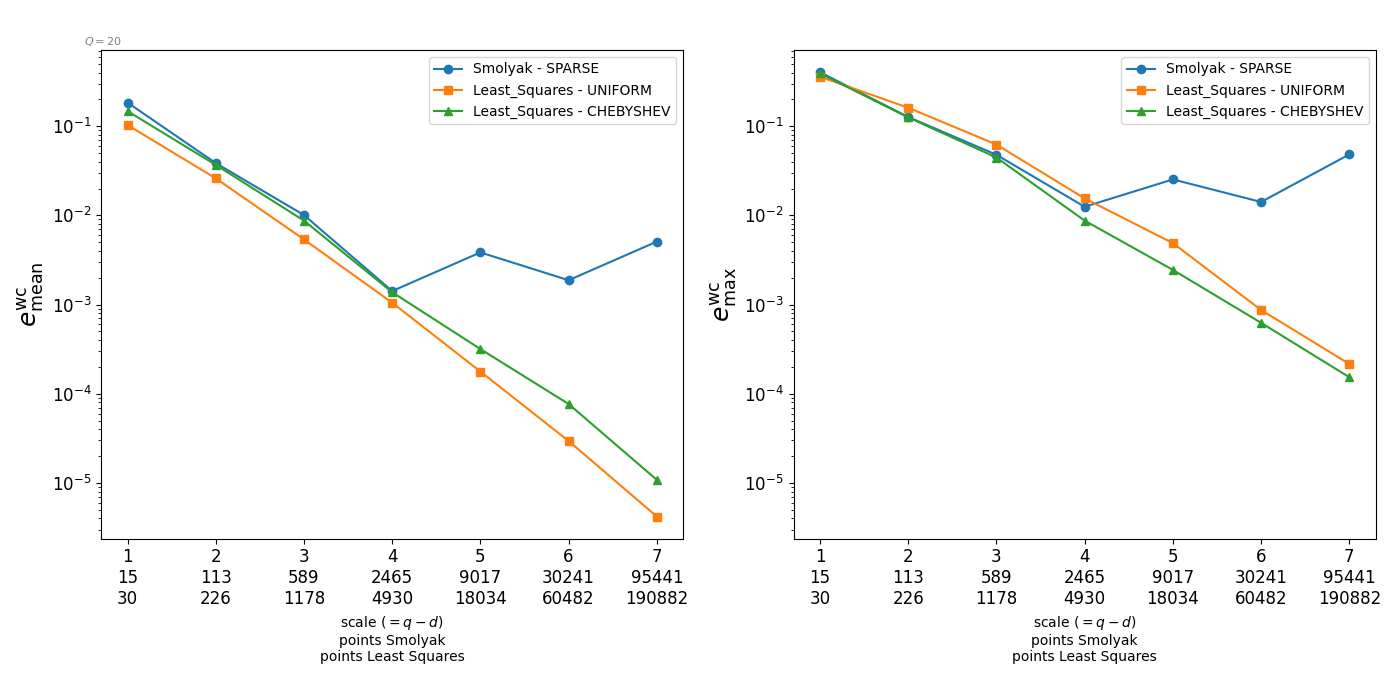 Q = 20
Smolyak - SPARSE
Least_Squares - UNIFORM
Least_Squares - CHEBYSHEV
10^{-1}
10^{-2}
10^{-3}
10^{-4}
10^{-5}
e^{wc}_{mean}
1 2 3 4 5 6 7
15 113 589 2465 9017 30241 95441
30 226 1178 4930 18034 60482 190882
scale (= q − d)
points Smolyak
points Least Squares
Smolyak - SPARSE
Least_Squares - UNIFORM
Least_Squares - CHEBYSHEV
10^{-1}
10^{-2}
10^{-3}
10^{-4}
10^{-5}
e^{wc}_{max}
1 2 3 4 5 6 7
15 113 589 2465 9017 30241 95441
30 226 1178 4930 18034 60482 190882
scale (= q − d)
points Smolyak
points Least Squares